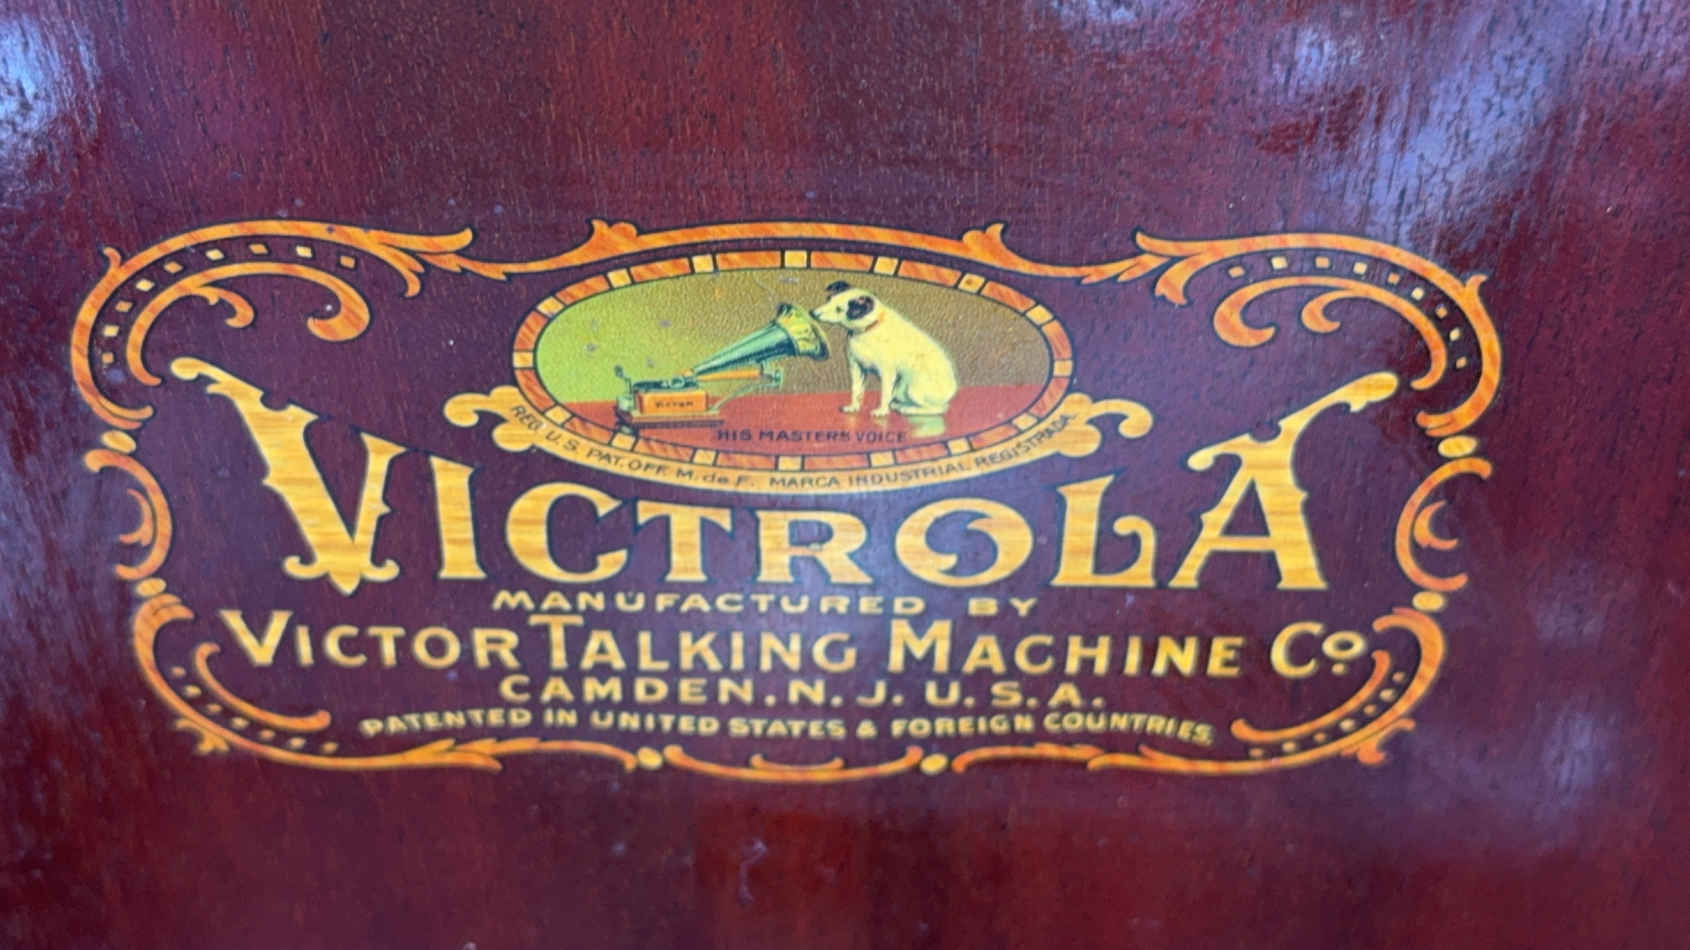 Victor
HIS MASTER'S VOICE
REG. U.S. PAT. OFF. M. de F. MARCA INDUSTRIAL REGISTRADA
VICTROLA
MANUFACTURED BY
VICTOR TALKING MACHINE Co.
CAMDEN. N. J. U. S. A.
PATENTED IN UNITED STATES & FOREIGN COUNTRIES.